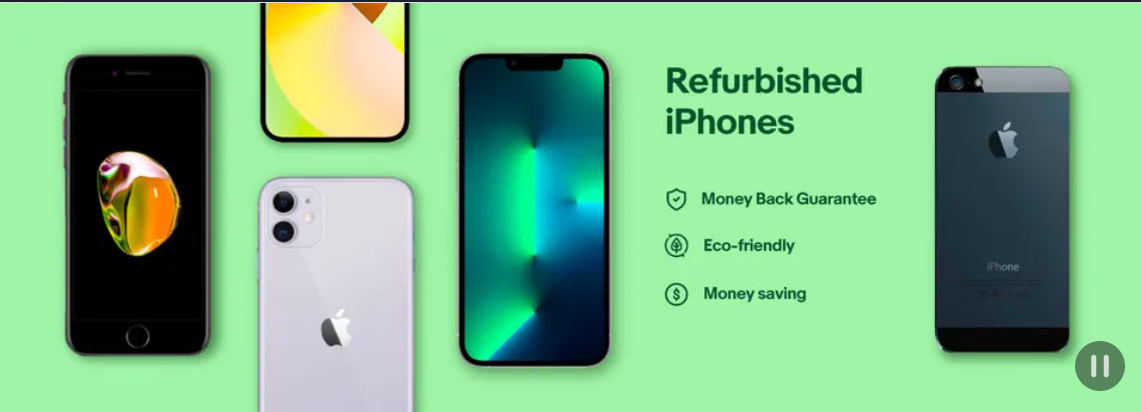 Refurbished
iPhones
Money Back Guarantee
Eco-friendly
Money saving
iPhone